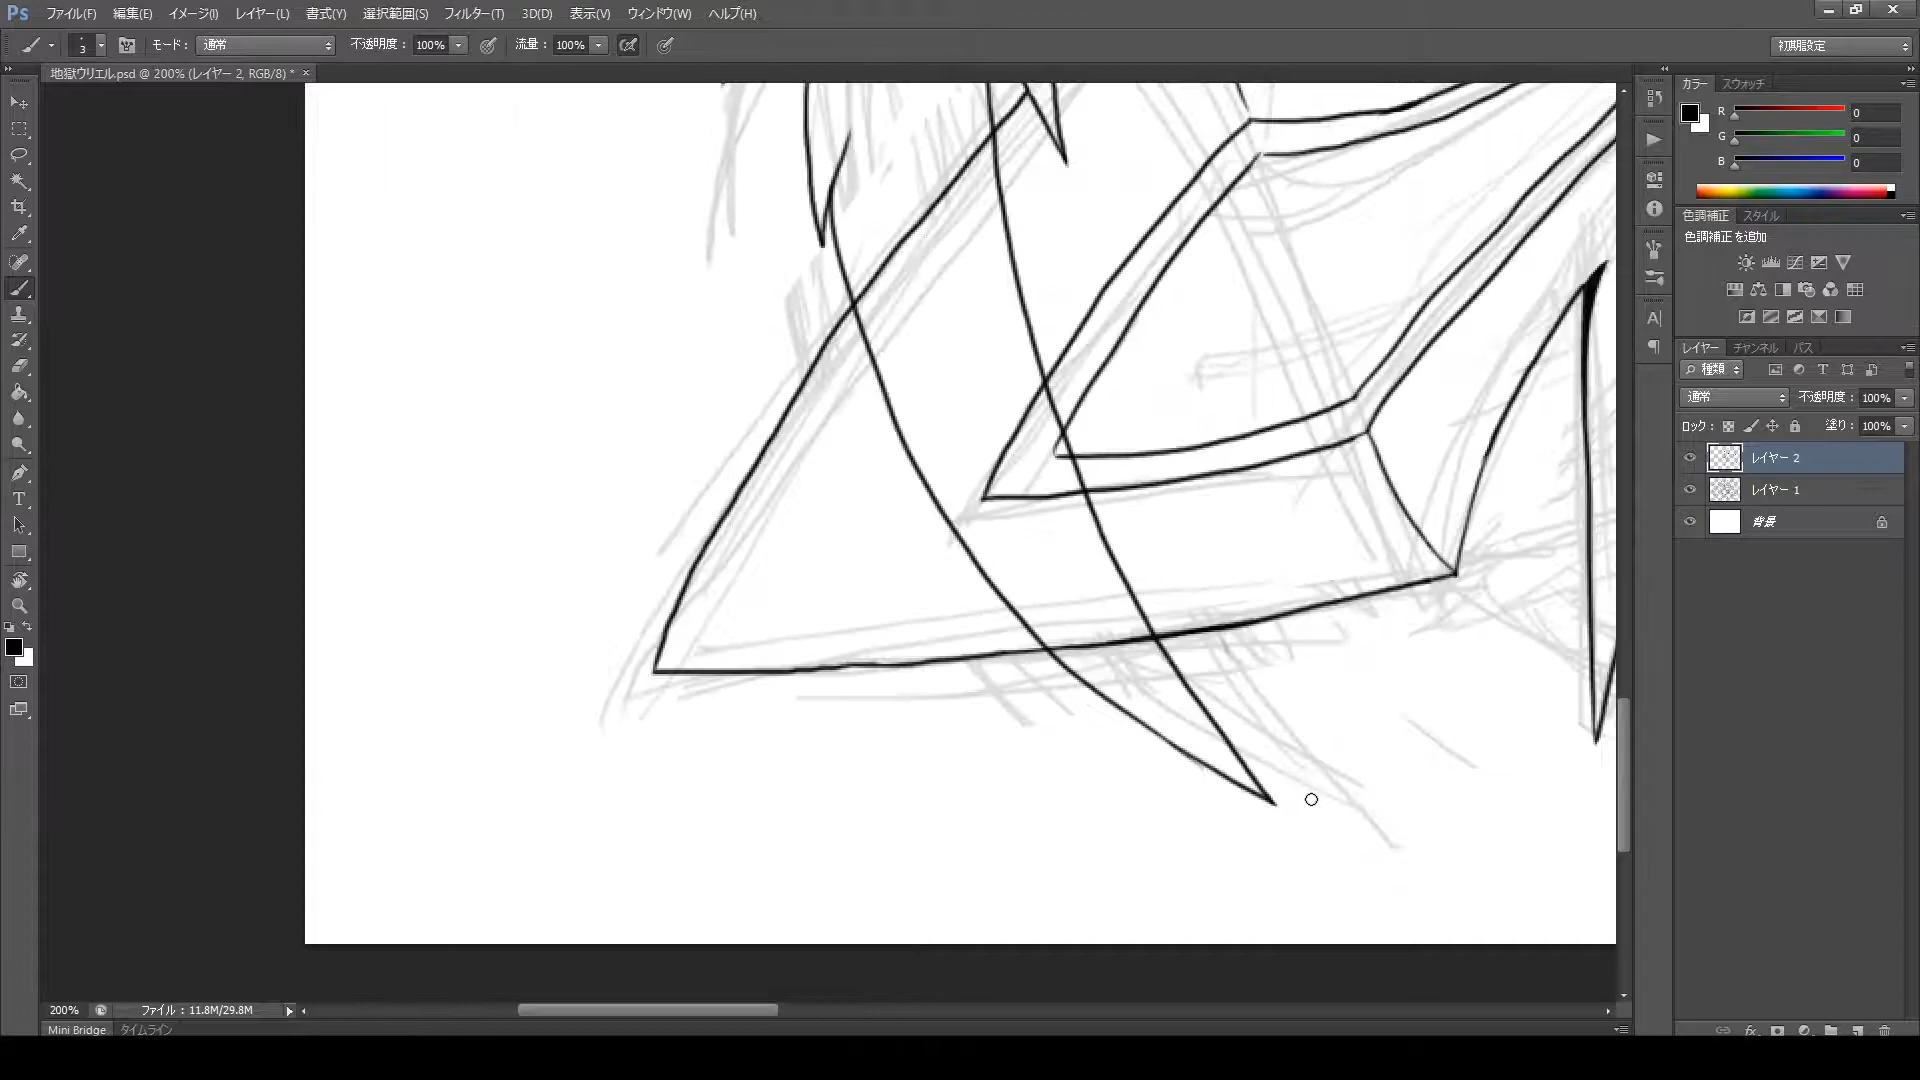 Ps ファイル(F) 編集(E) イメージ(I) レイヤー(L) 書式(Y) 選択範囲(S) フィルター(T) 3D(D) 表示(V) ウィンドウ(W) ヘルプ(H)
3 モード： 通常 不透明度： 100% 流量： 100% 初期設定
地獄ウリエル.psd @ 200% (レイヤー 2, RGB/8) * ×
カラー スウォッチ
R 0
G 0
B 0
色調補正 スタイル
色調補正を追加
レイヤー チャンネル パス
種類
通常 不透明度： 100%
ロック： 塗り： 100%
レイヤー 2
レイヤー 1
背景
200% ファイル：11.8M/29.8M
Mini Bridge タイムライン